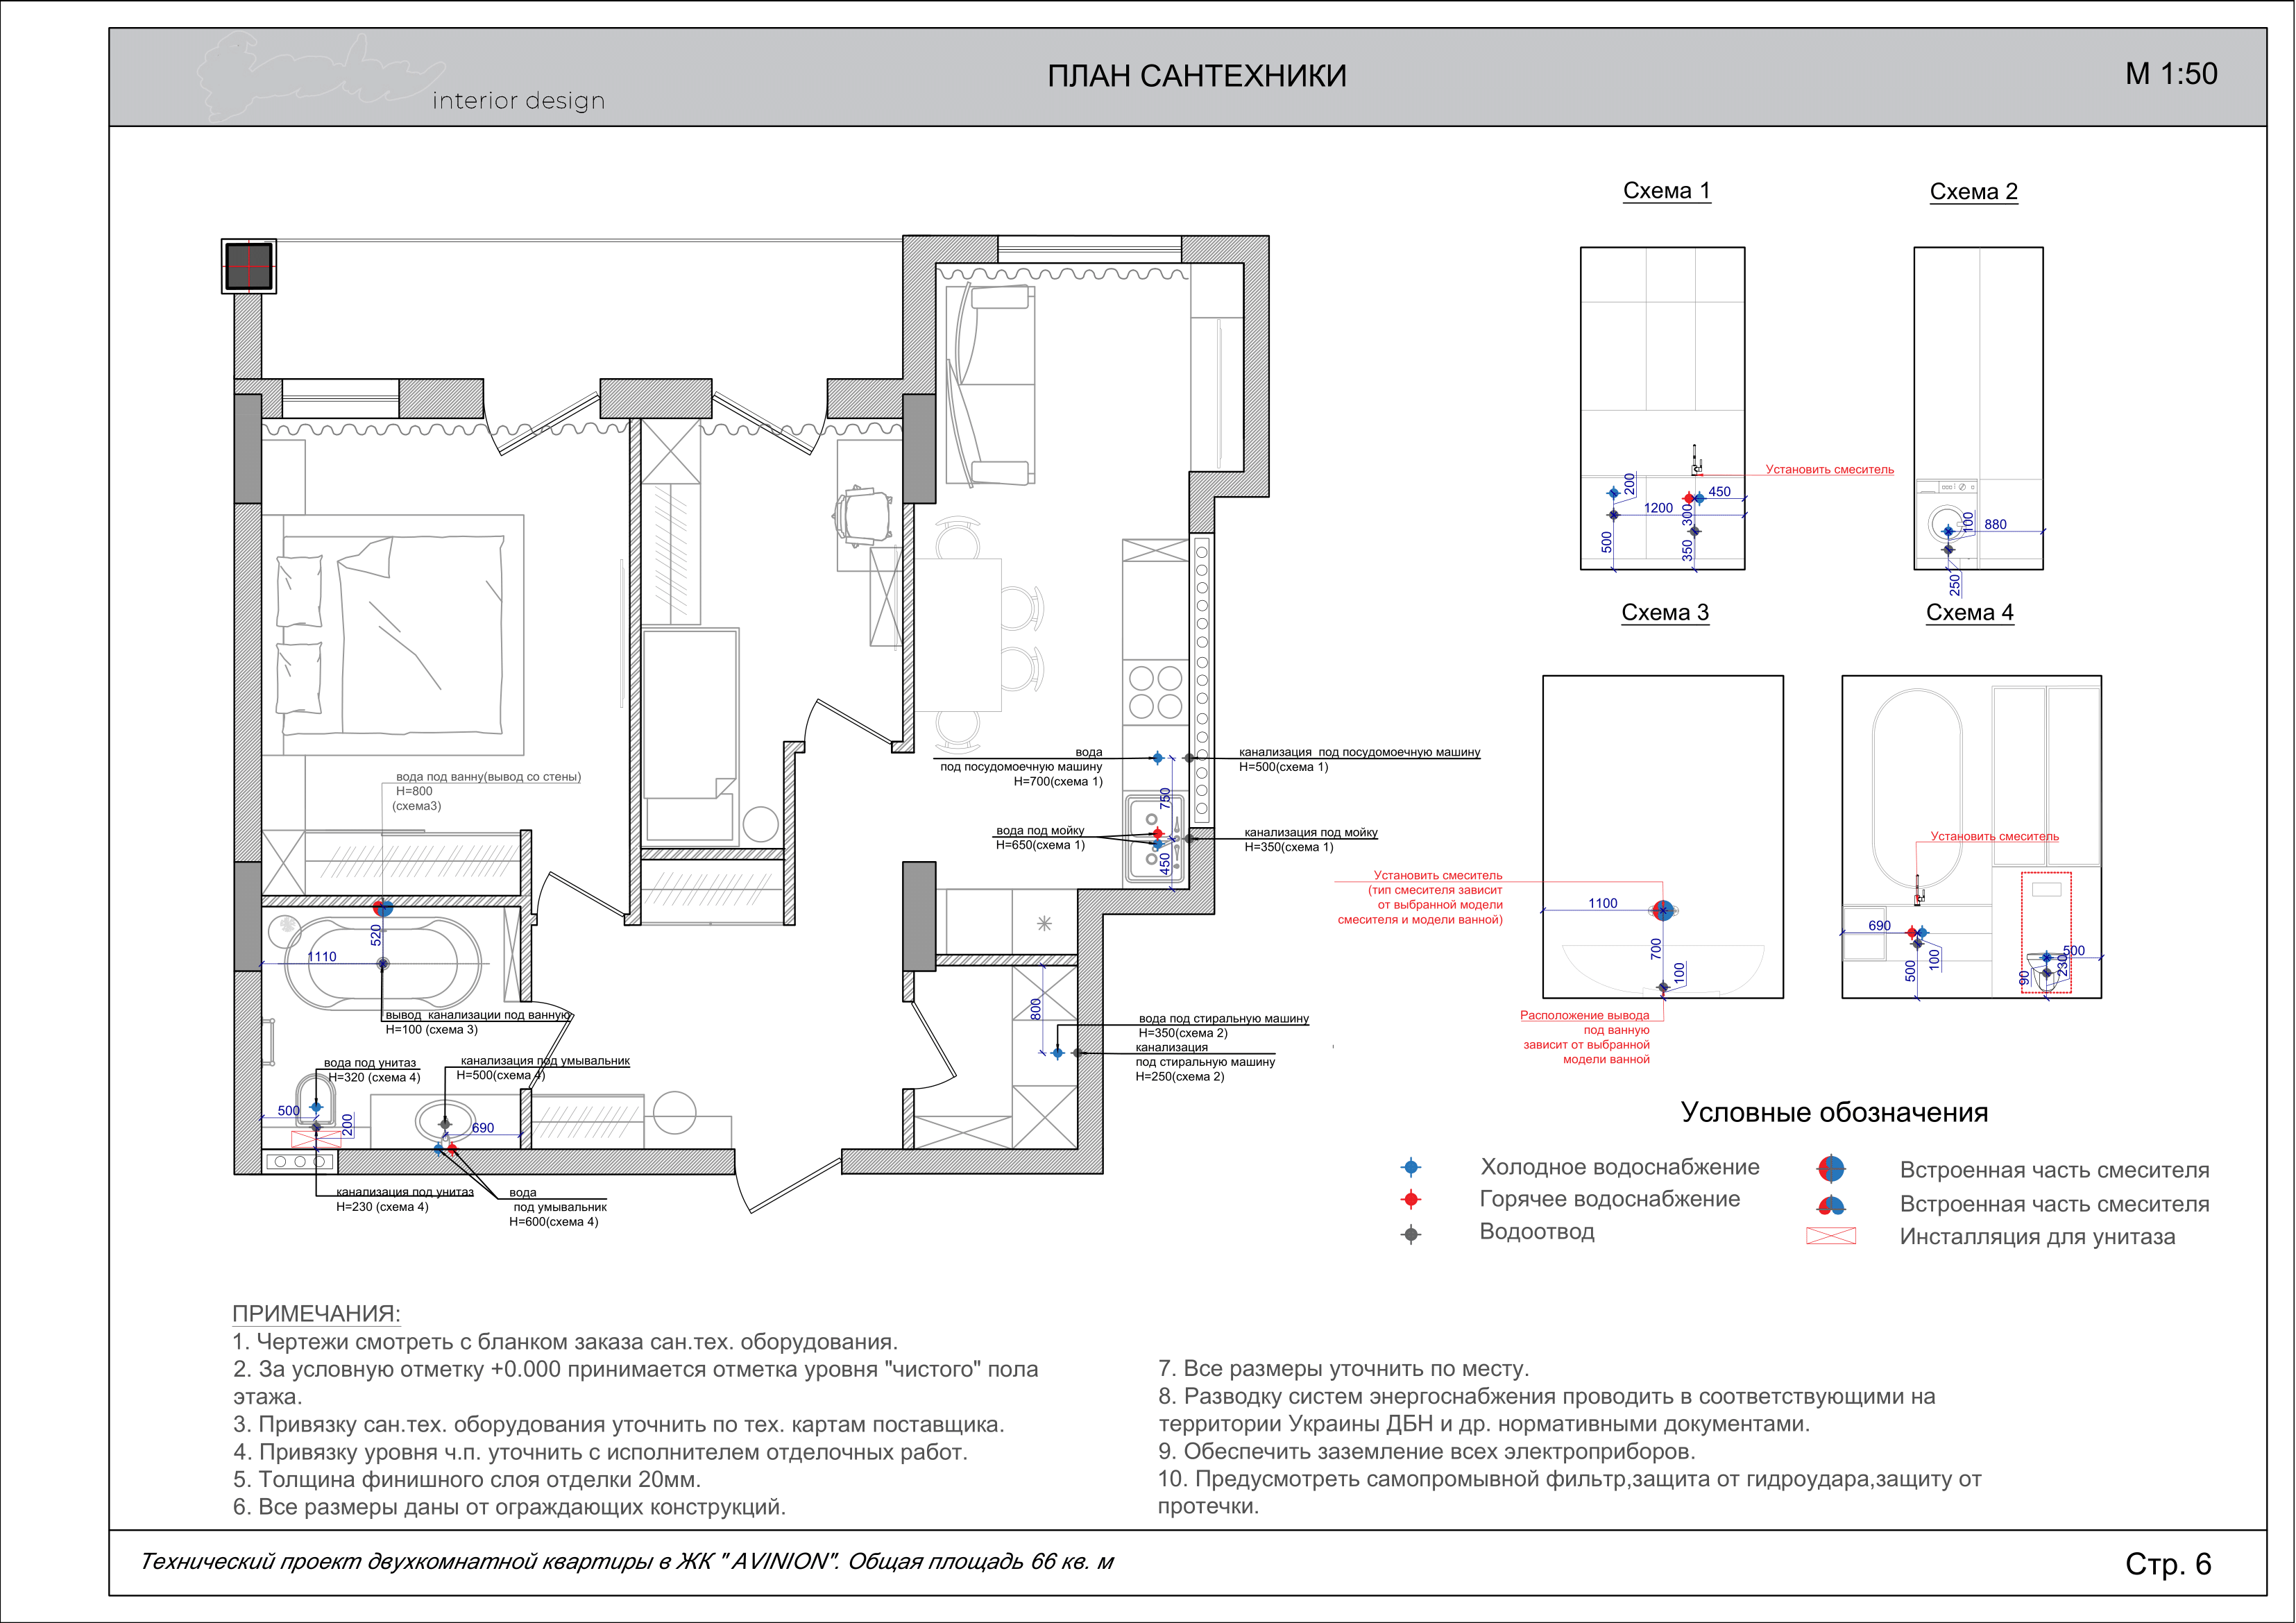 interior design
ПЛАН САНТЕХНИКИ
М 1:50
Схема 1
Схема 2
200
1200
300
450
500
350
Установить смеситель
100
880
250
Схема 3
Схема 4
вода под ванну(вывод со стены)
Н=800
(схема3)
вода
под посудомоечную машину
Н=700(схема 1)
канализация под посудомоечную машину
Н=500(схема 1)
750
вода под мойку
Н=650(схема 1)
канализация под мойку
Н=350(схема 1)
450
Установить смеситель
(тип смесителя зависит
от выбранной модели
смесителя и модели ванной)
1100
700
100
Расположение вывода
под ванную
зависит от выбранной
модели ванной
Установить смеситель
690
500
100
90
230
500
520
1110
вывод канализации под ванную
Н=100 (схема 3)
вода под унитаз
Н=320 (схема 4)
канализация под умывальник
Н=500(схема 4)
500
200
690
канализация под унитаз
Н=230 (схема 4)
вода
под умывальник
Н=600(схема 4)
800
вода под стиральную машину
Н=350(схема 2)
канализация
под стиральную машину
Н=250(схема 2)
Условные обозначения
Холодное водоснабжение
Горячее водоснабжение
Водоотвод
Встроенная часть смесителя
Встроенная часть смесителя
Инсталляция для унитаза
ПРИМЕЧАНИЯ:
1. Чертежи смотреть с бланком заказа сан.тех. оборудования.
2. За условную отметку +0.000 принимается отметка уровня "чистого" пола
этажа.
3. Привязку сан.тех. оборудования уточнить по тех. картам поставщика.
4. Привязку уровня ч.п. уточнить с исполнителем отделочных работ.
5. Толщина финишного слоя отделки 20мм.
6. Все размеры даны от ограждающих конструкций.
7. Все размеры уточнить по месту.
8. Разводку систем энергоснабжения проводить в соответствующими на
территории Украины ДБН и др. нормативными документами.
9. Обеспечить заземление всех электроприборов.
10. Предусмотреть самопромывной фильтр,защита от гидроудара,защиту от
протечки.
Технический проект двухкомнатной квартиры в ЖК " AVINION". Общая площадь 66 кв. м
Стр. 6